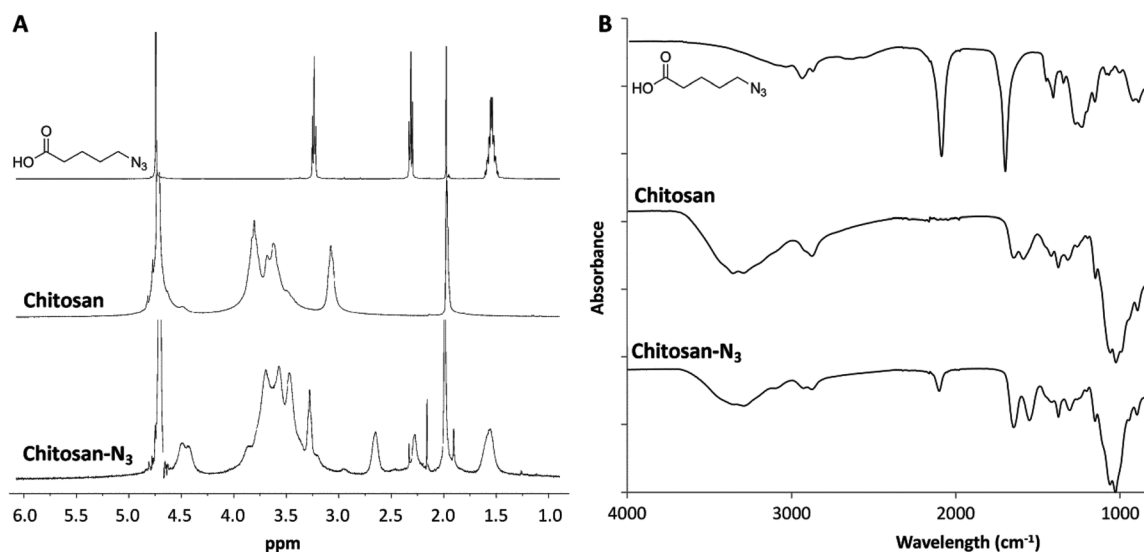 A
O
HO
N₃
Chitosan
Chitosan-N₃
6.0 5.5 5.0 4.5 4.0 3.5 3.0 2.5 2.0 1.5 1.0
ppm
B
O
HO
N₃
Chitosan
Chitosan-N₃
Absorbance
4000 3000 2000 1000
Wavelength (cm⁻¹)